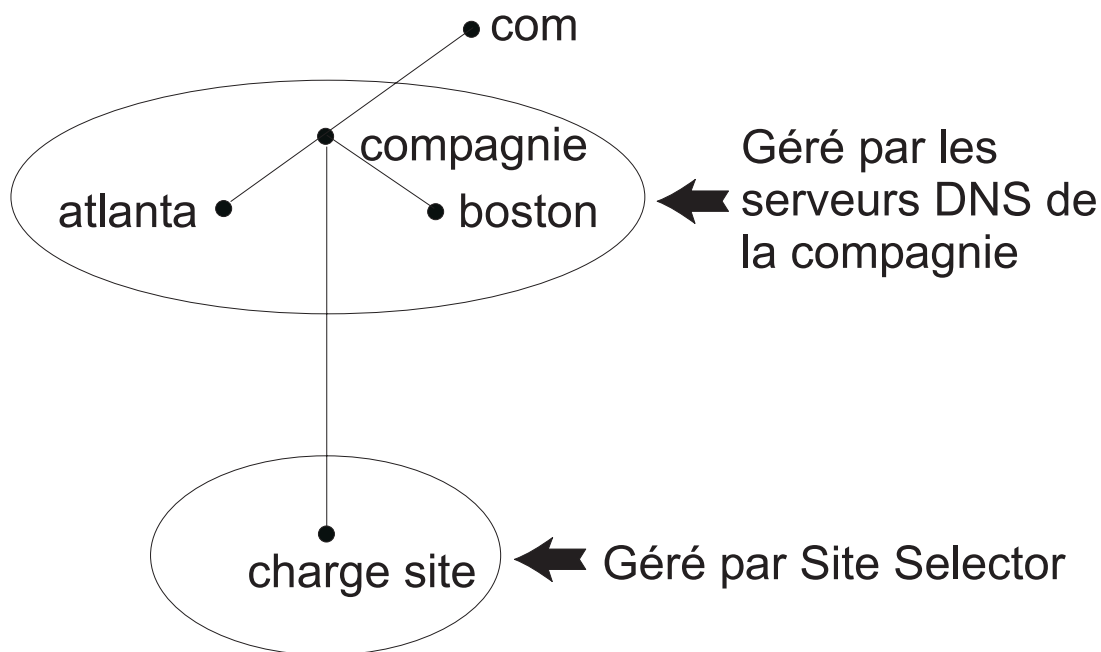 com
compagnie
atlanta
boston
Géré par les
serveurs DNS de
la compagnie
charge site
Géré par Site Selector